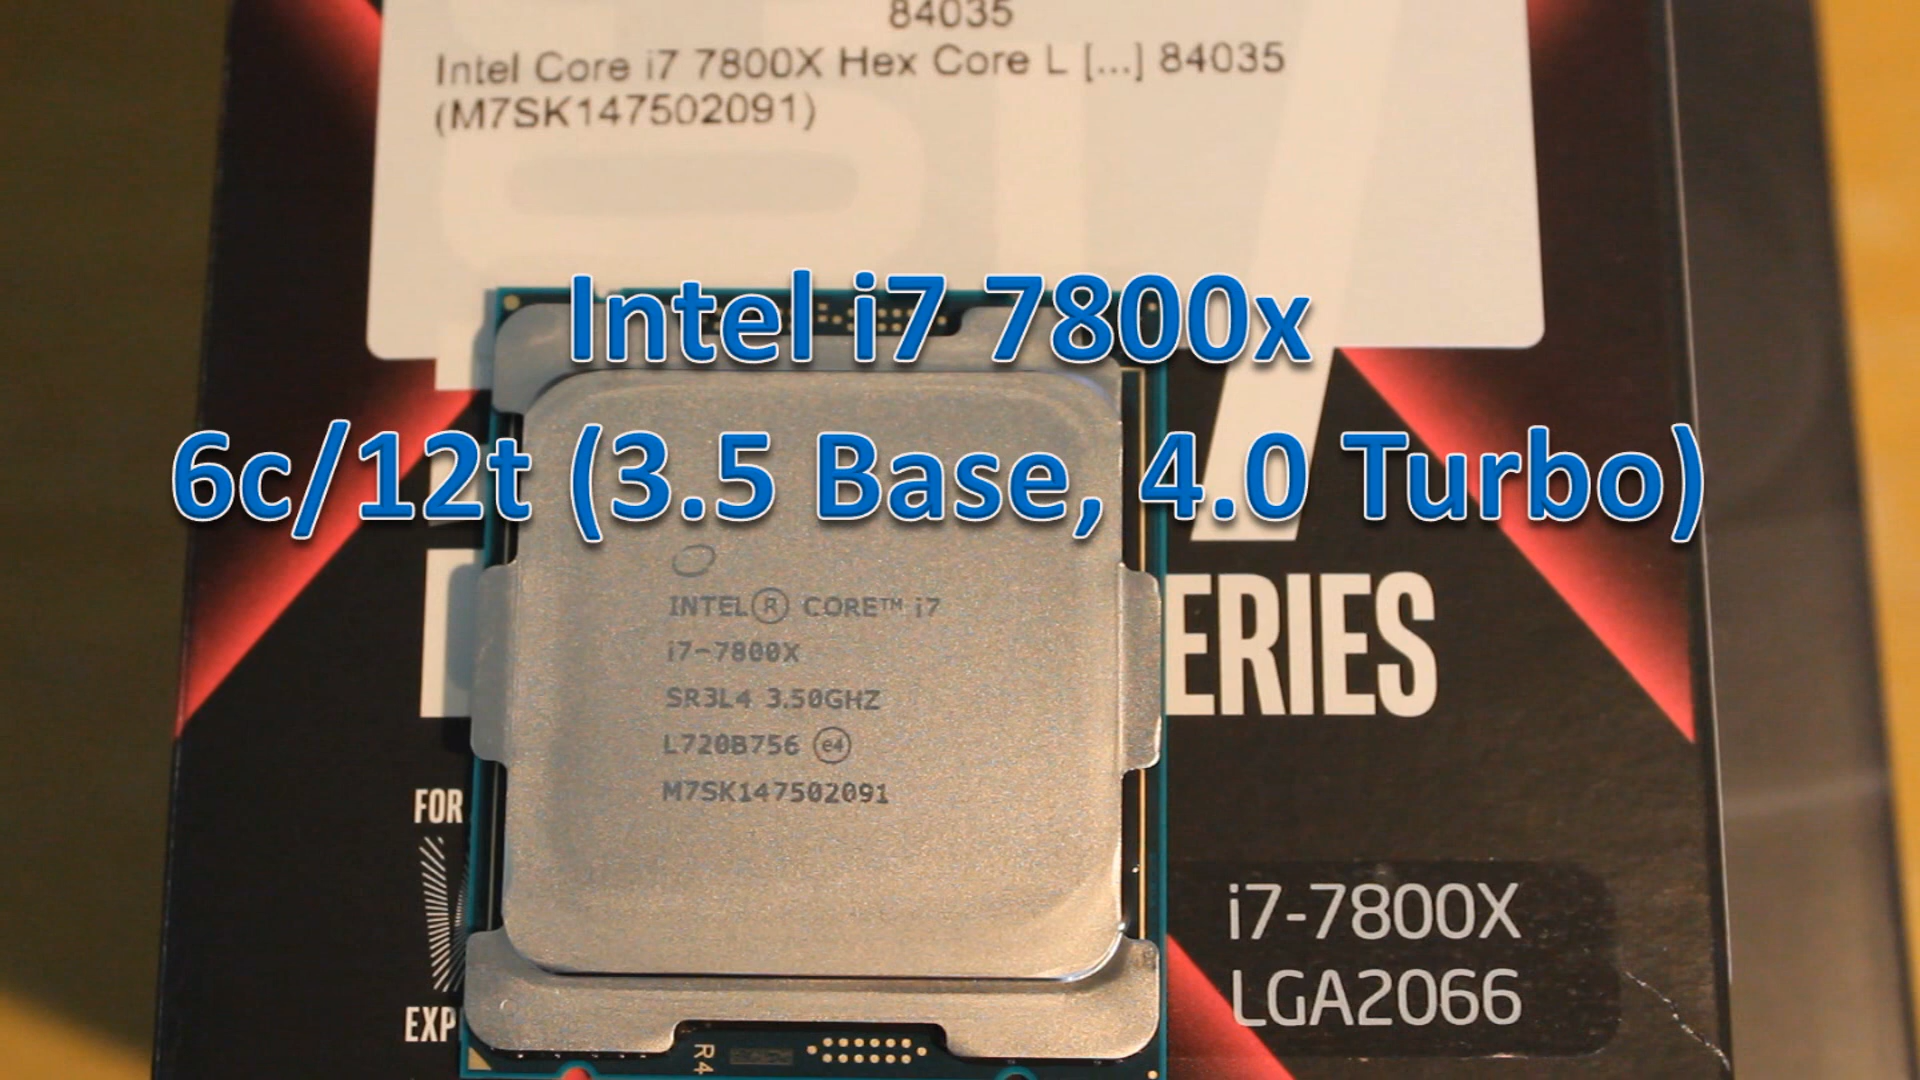 84035
Intel Core i7 7800X Hex Core L [...] 84035
(M7SK147502091)
Intel i7 7800x
6c/12t (3.5 Base, 4.0 Turbo)
ERIES
INTEL® CORE™ i7
i7-7800X
SR3L4 3.50GHZ
L720B756 e4
M7SK147502091
FOR
EXP
i7-7800X
LGA2066
R4